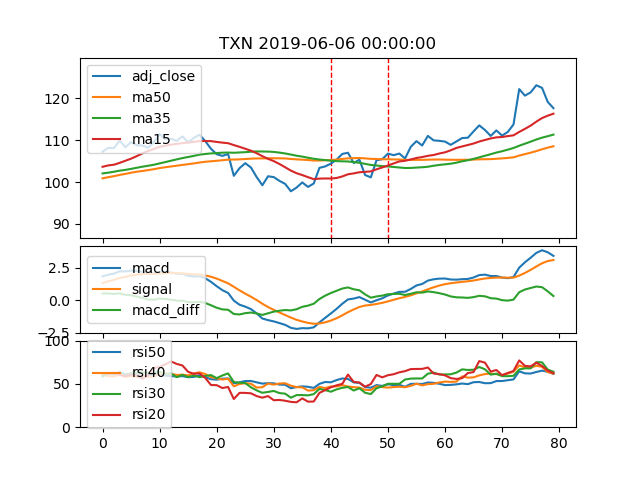 TXN 2019-06-06 00:00:00
adj_close
ma50
ma35
ma15
120
110
100
90
macd
signal
macd_diff
2.5
0.0
−2.5
rsi50
rsi40
rsi30
rsi20
100
50
0
0 10 20 30 40 50 60 70 80